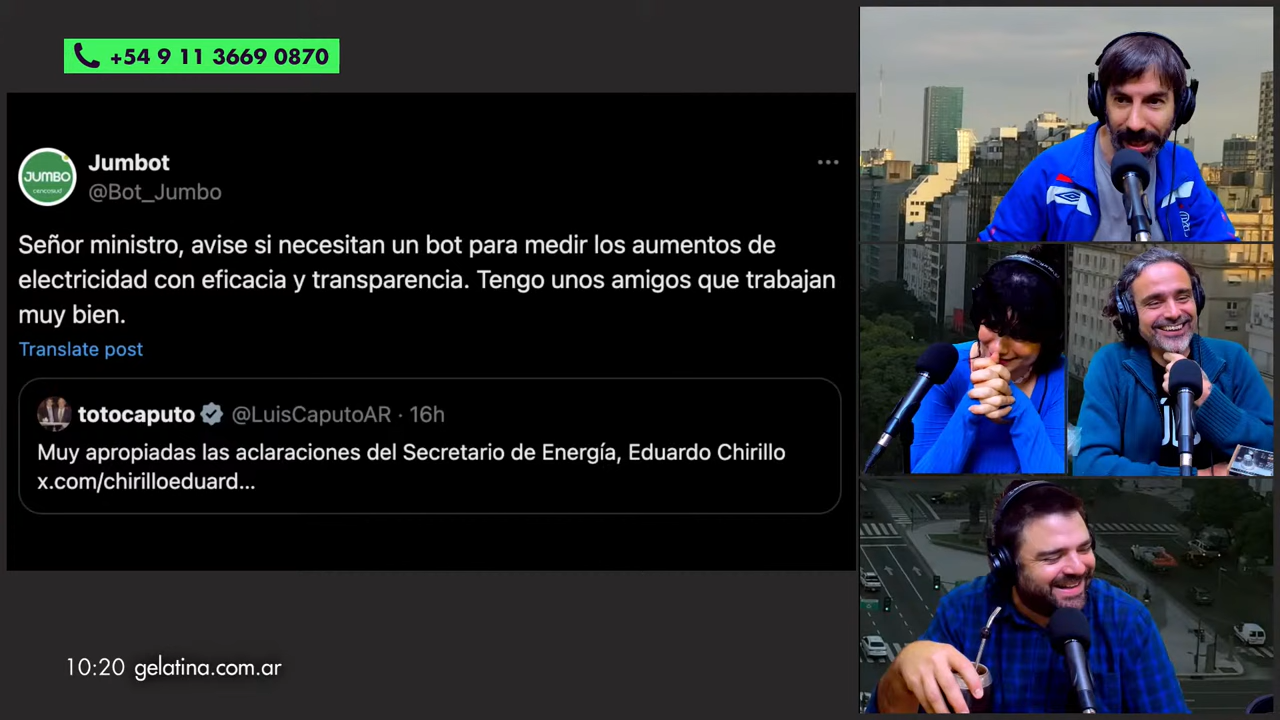 +54 9 11 3669 0870
JUMBO
cencosud
Jumbot
@Bot_Jumbo
Señor ministro, avise si necesitan un bot para medir los aumentos de
electricidad con eficacia y transparencia. Tengo unos amigos que trabajan
muy bien.
Translate post
totocaputo @LuisCaputoAR · 16h
Muy apropiadas las aclaraciones del Secretario de Energía, Eduardo Chirillo
x.com/chirilloeduard...
10:20 gelatina.com.ar